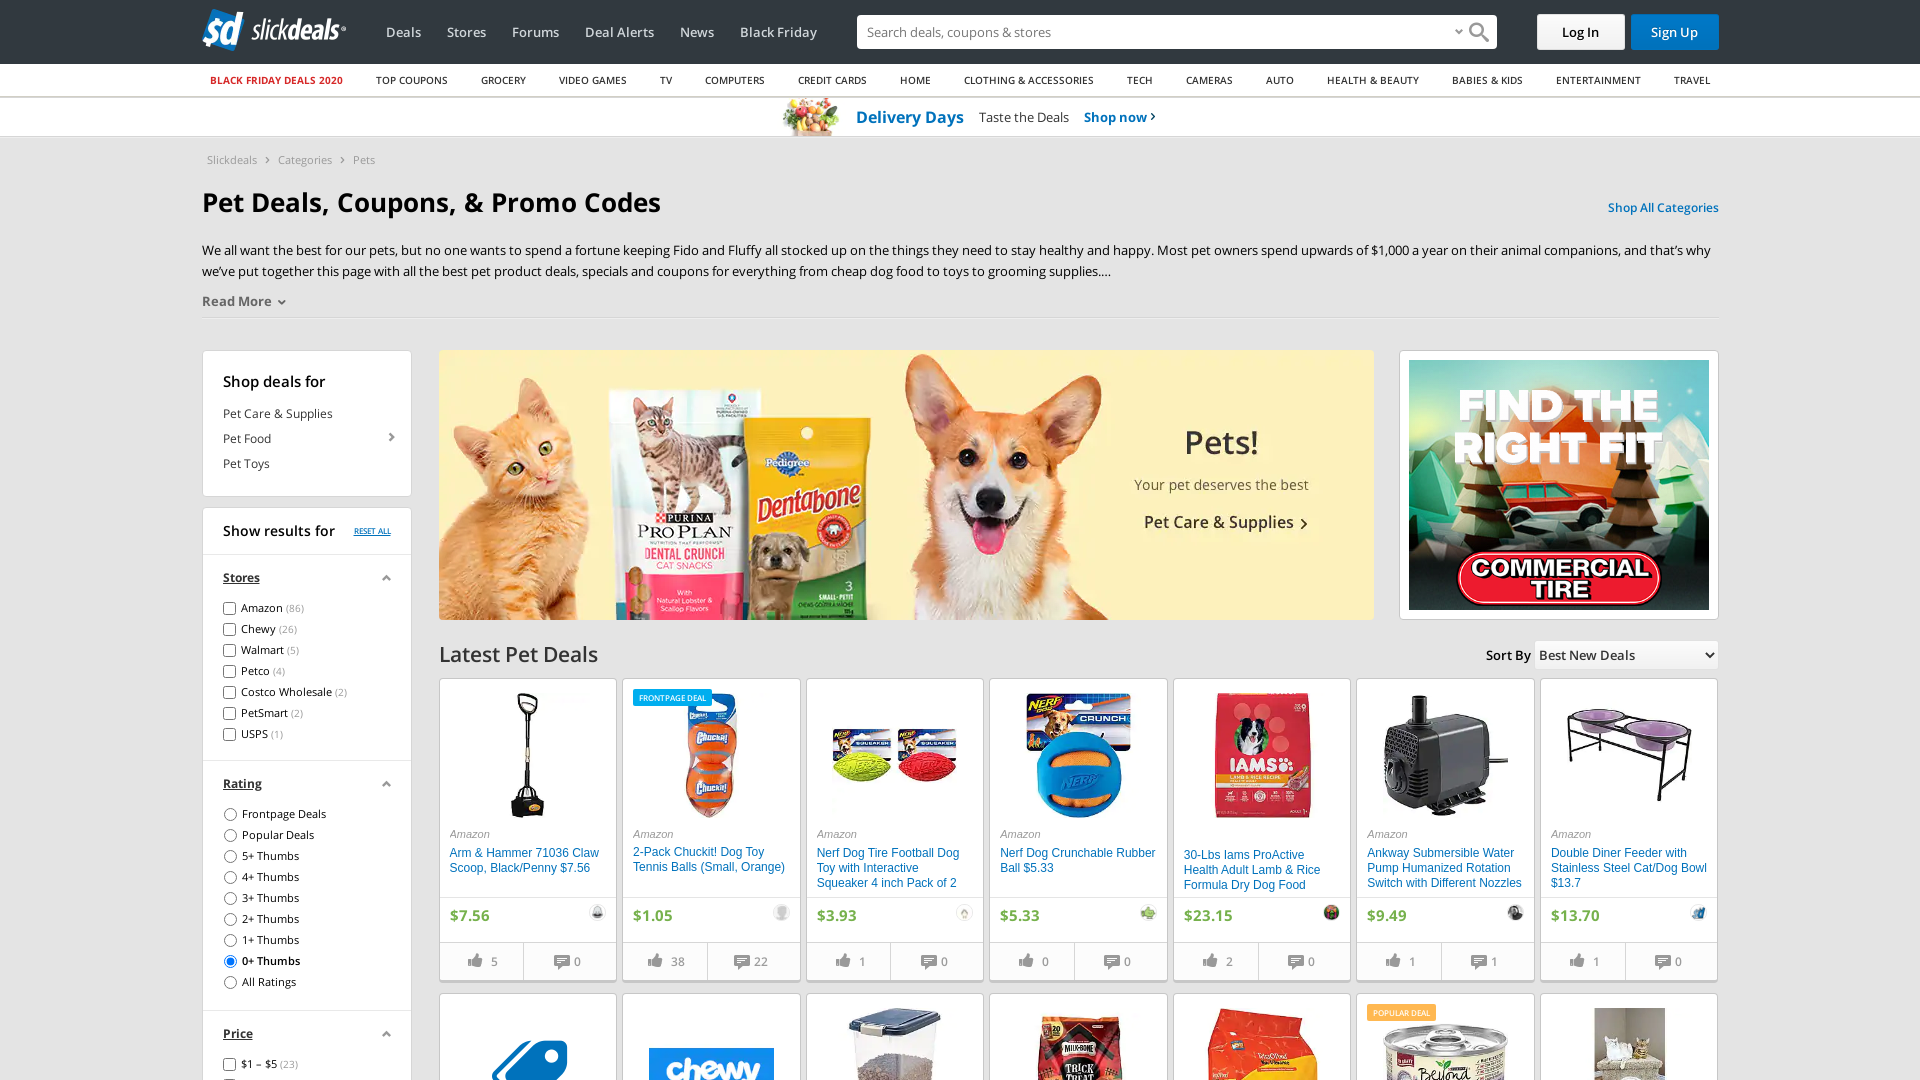 slickdeals
Deals
Stores
Forums
Deal Alerts
News
Black Friday
Search deals, coupons & stores
Log In
Sign Up
BLACK FRIDAY DEALS 2020
TOP COUPONS
GROCERY
VIDEO GAMES
TV
COMPUTERS
CREDIT CARDS
HOME
CLOTHING & ACCESSORIES
TECH
CAMERAS
AUTO
HEALTH & BEAUTY
BABIES & KIDS
ENTERTAINMENT
TRAVEL
Delivery Days Taste the Deals Shop now
Slickdeals > Categories > Pets
Pet Deals, Coupons, & Promo Codes
Shop All Categories
We all want the best for our pets, but no one wants to spend a fortune keeping Fido and Fluffy all stocked up on the things they need to stay healthy and happy. Most pet owners spend upwards of $1,000 a year on their animal companions, and that’s why
we’ve put together this page with all the best pet product deals, specials and coupons for everything from cheap dog food to toys to grooming supplies....
Read More
Shop deals for
Pet Care & Supplies
Pet Food
Pet Toys
Show results for RESET ALL
Stores
Amazon (86)
Chewy (26)
Walmart (5)
Petco (4)
Costco Wholesale (2)
PetSmart (2)
USPS (1)
Rating
Frontpage Deals
Popular Deals
5+ Thumbs
4+ Thumbs
3+ Thumbs
2+ Thumbs
1+ Thumbs
0+ Thumbs
All Ratings
Price
$1 – $5 (23)
PURINA
PRO PLAN
DENTAL CRUNCH
CAT SNACKS
With
Natural Lobster &
Scallop Flavors
Pedigree
Dentabone
3
SMALL-PETIT
Pets!
Your pet deserves the best
Pet Care & Supplies
FIND THE
RIGHT FIT
COMMERCIAL
TIRE
Latest Pet Deals
Sort By Best New Deals
Amazon
Arm & Hammer 71036 Claw
Scoop, Black/Penny $7.56
$7.56
5
0
FRONTPAGE DEAL
Chuckit!
Chuckit!
Amazon
2-Pack Chuckit! Dog Toy
Tennis Balls (Small, Orange)
$1.05
38
22
NERF
SQUEAKER
NERF
SQUEAKER
Amazon
Nerf Dog Tire Football Dog
Toy with Interactive
Squeaker 4 inch Pack of 2
$3.93
1
0
NERF
DOG
CRUNCH
NERF
Amazon
Nerf Dog Crunchable Rubber
Ball $5.33
$5.33
0
0
IAMS
LAMB & RICE RECIPE
Amazon
30-Lbs Iams ProActive
Health Adult Lamb & Rice
Formula Dry Dog Food
$23.15
2
0
Amazon
Ankway Submersible Water
Pump Humanized Rotation
Switch with Different Nozzles
$9.49
1
1
Amazon
Double Diner Feeder with
Stainless Steel Cat/Dog Bowl
$13.7
$13.70
1
0
chewy
MILK-BONE
TRICK
TREAT
POPULAR DEAL
PURINA
Beyond